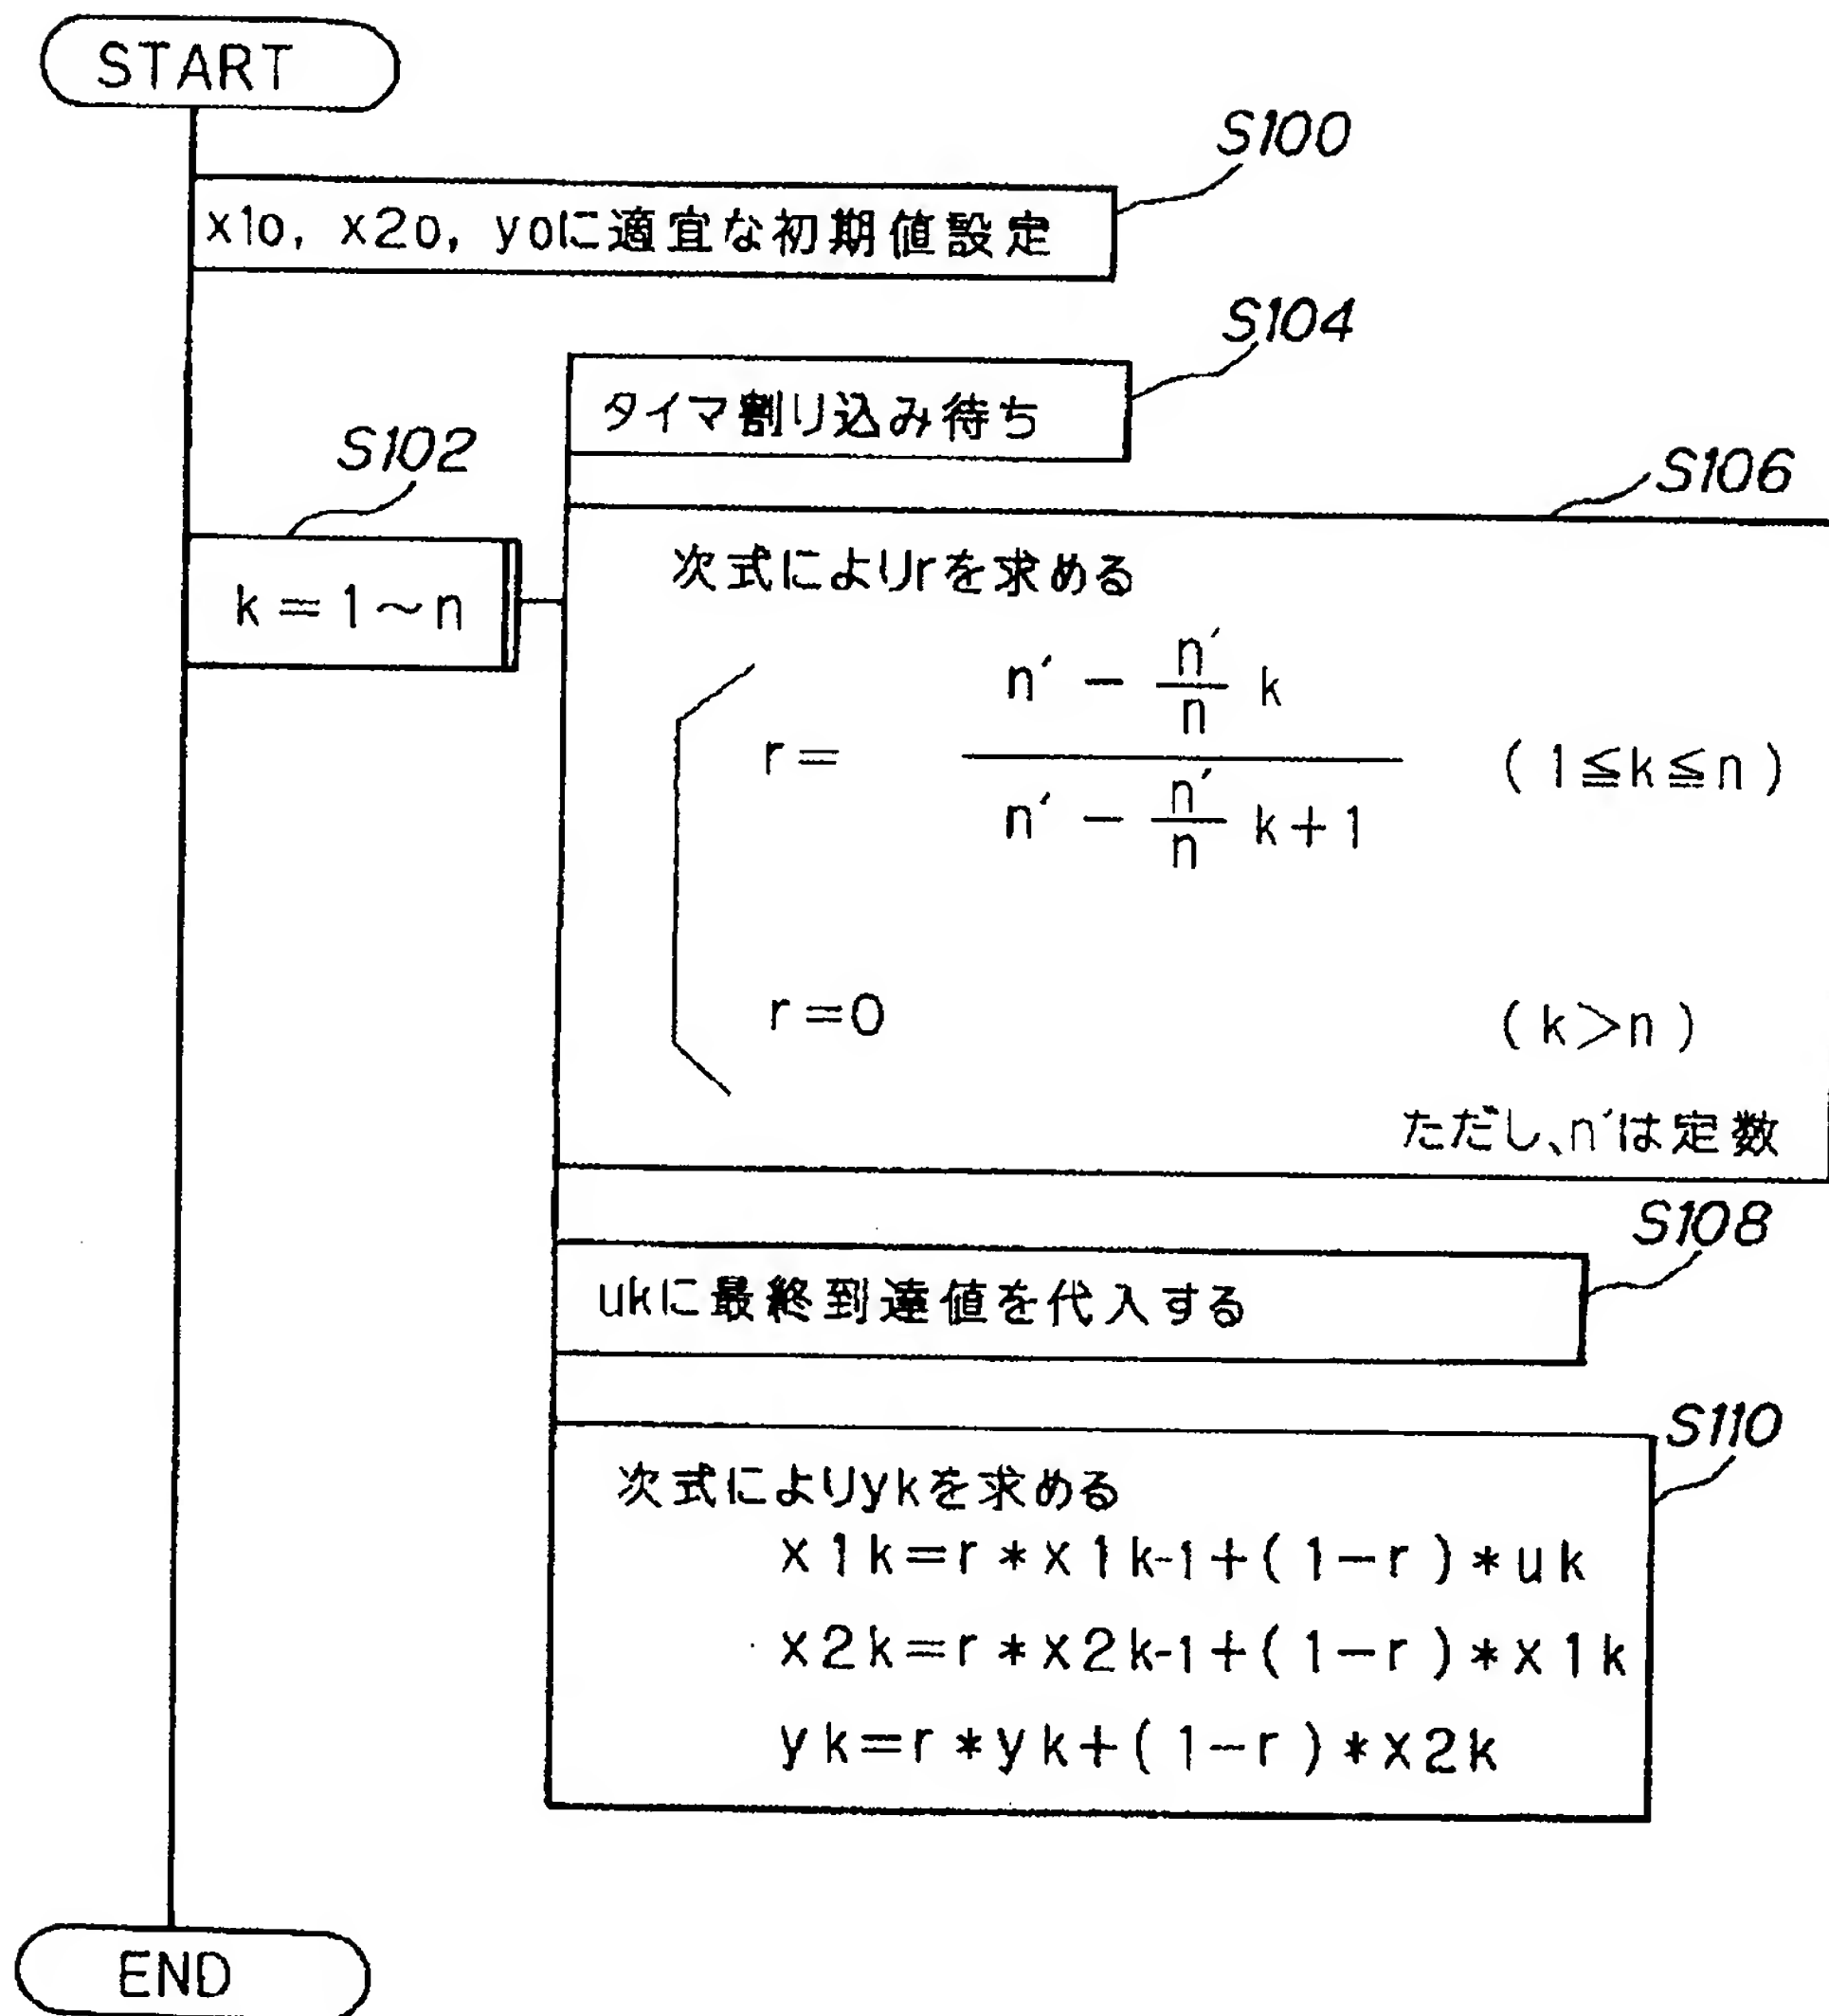 START
S100
x1o, x2o, yoに適宜な初期値設定
S104
タイマ割り込み待ち
S102
k=1～n
S106
次式によりrを求める
n′ - n′/n k
r= (1≦k≦n)
n′ - n′/n k+1
r=0 (k>n)
ただし、n′は定数
S108
ukに最終到達値を代入する
S110
次式によりykを求める
x1k=r*x1k-1+(1-r)*uk
x2k=r*x2k-1+(1-r)*x1k
yk=r*yk+(1-r)*x2k
END